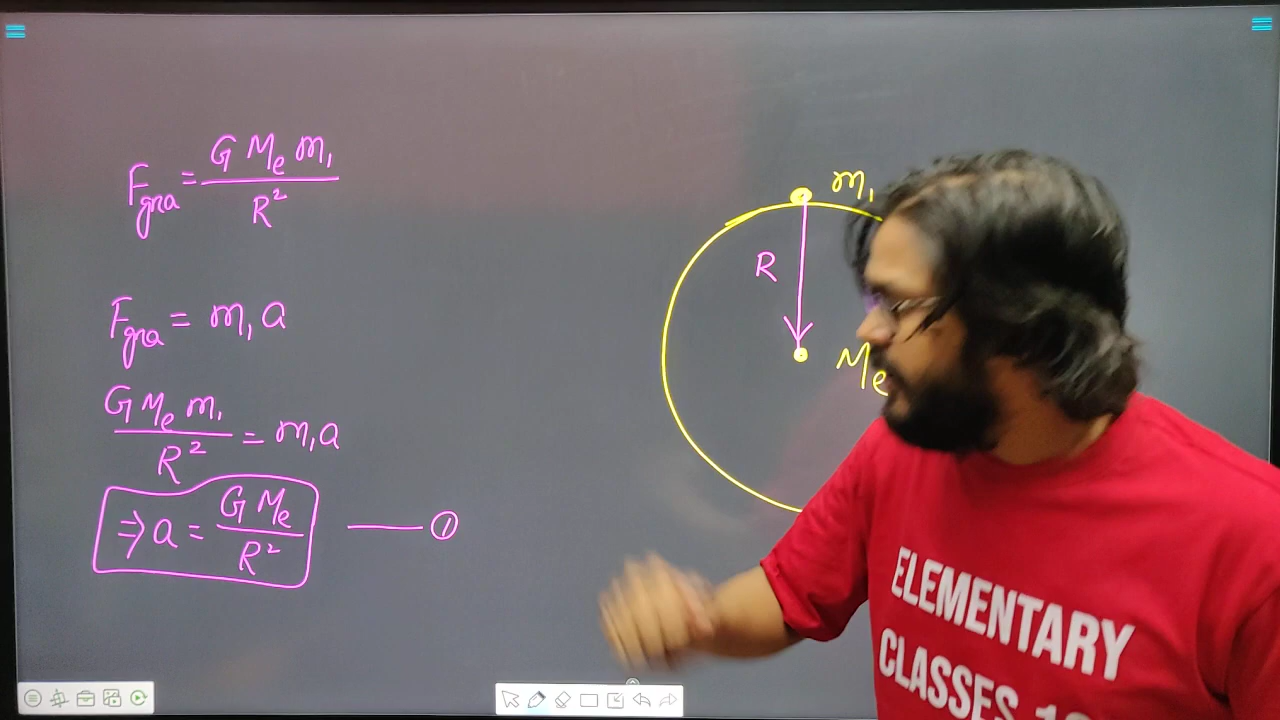 F_gra = G M_e m_1 / R^2
F_gra = m_1 a
G M_e m_1 / R^2 = m_1 a
⇒ a = G M_e / R^2 —— ①
m_1
R
M_e
ELEMENTARY
CLASSES